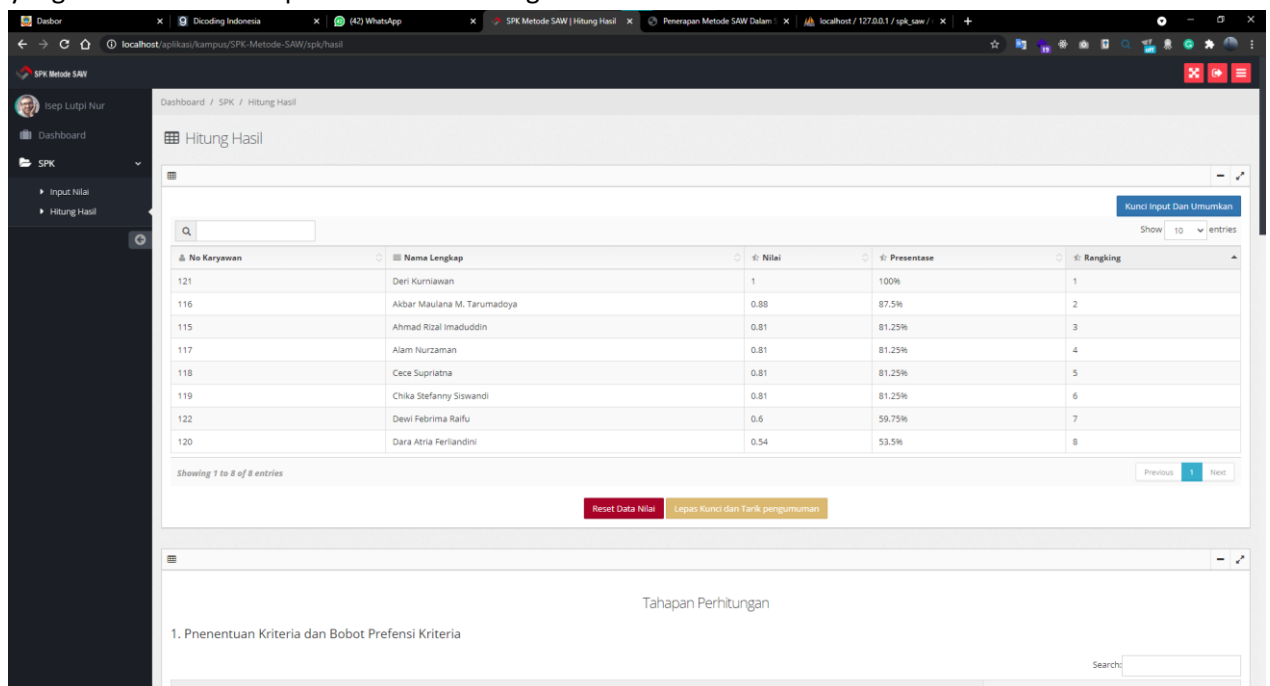 Dasbor
Dicoding Indonesia
(42) WhatsApp
SPK Metode SAW | Hitung Hasil
Penerapan Metode SAW Dalam S
localhost / 127.0.0.1 / spk_saw /
localhost/aplikasi/kampus/SPK-Metode-SAW/spk/hasil
SPK Metode SAW
Isep Lutpi Nur
Dashboard
SPK
Input Nilai
Hitung Hasil
Dashboard / SPK / Hitung Hasil
Hitung Hasil
Kunci Input Dan Umumkan
Show 10 entries
No Karyawan Nama Lengkap Nilai Presentase Rangking
121 Deri Kurniawan 1 100% 1
116 Akbar Maulana M. Tarumadoya 0.88 87.5% 2
115 Ahmad Rizal Imaduddin 0.81 81.25% 3
117 Alam Nurzaman 0.81 81.25% 4
118 Cece Supriatna 0.81 81.25% 5
119 Chika Stefanny Siswandi 0.81 81.25% 6
122 Dewi Febrima Raifu 0.6 59.75% 7
120 Dara Atria Ferliandini 0.54 53.5% 8
Showing 1 to 8 of 8 entries
Previous 1 Next
Reset Data Nilai Lepas Kunci dan Tarik pengumuman
Tahapan Perhitungan
1. Pnenentuan Kriteria dan Bobot Prefensi Kriteria
Search: